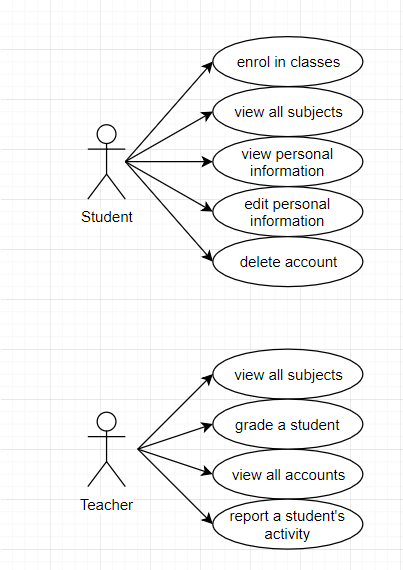 enrol in classes
view all subjects
view personal
information
edit personal
information
Student
delete account
view all subjects
grade a student
view all accounts
Teacher
report a student's
activity